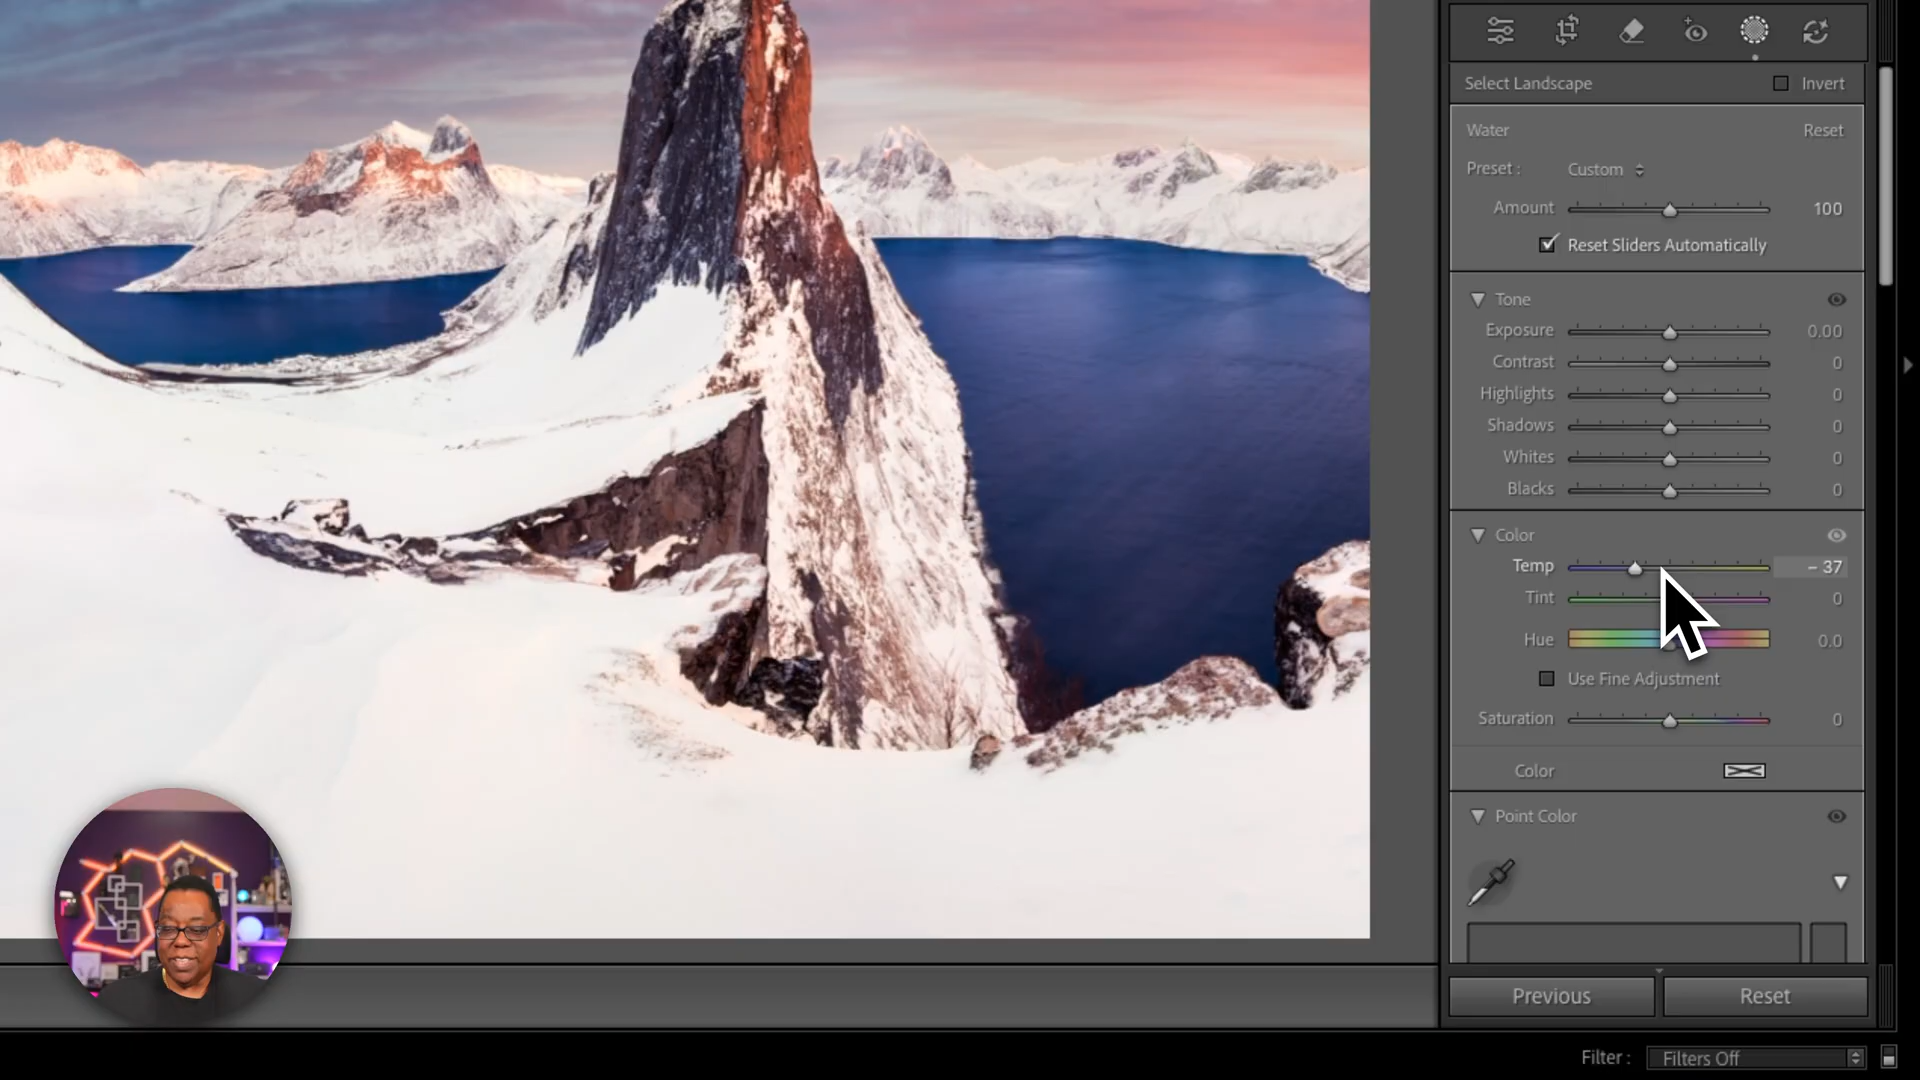 Select Landscape Invert
Water Reset
Preset : Custom
Amount 100
Reset Sliders Automatically
Tone
Exposure 0.00
Contrast 0
Highlights 0
Shadows 0
Whites 0
Blacks 0
Color
Temp – 37
Tint 0
Hue 0.0
Use Fine Adjustment
Saturation 0
Color
Point Color
Previous Reset
Filter : Filters Off